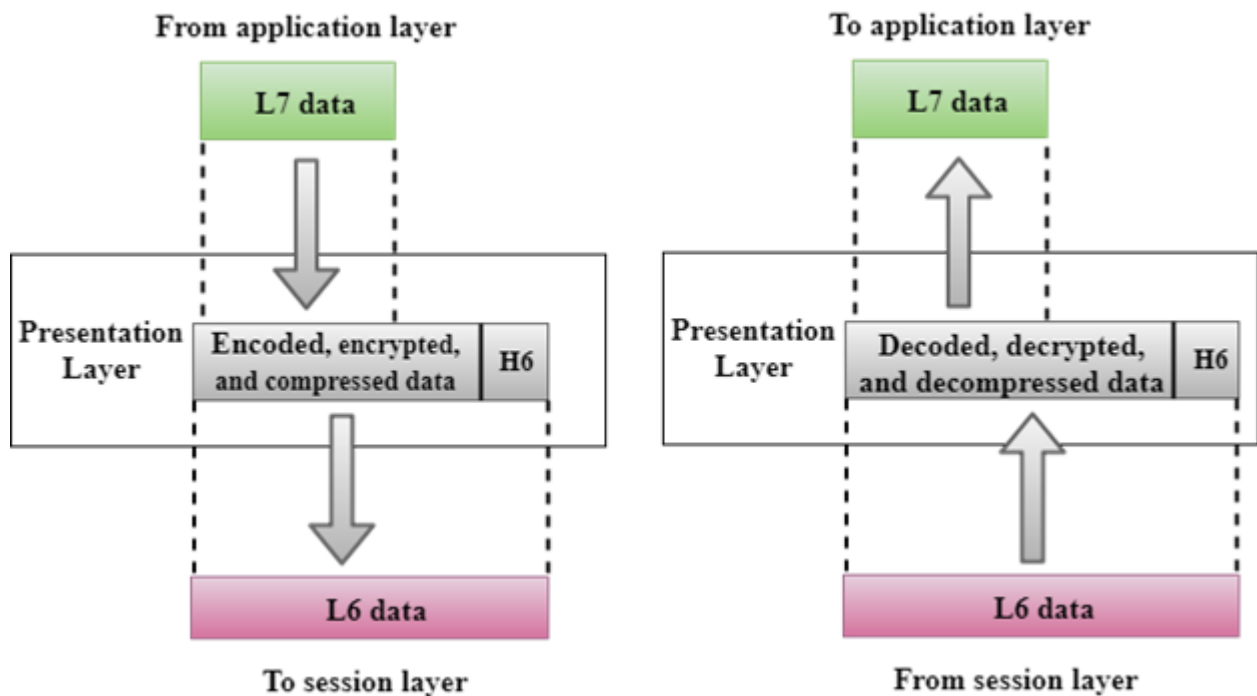 From application layer
L7 data
Presentation
Layer
Encoded, encrypted,
and compressed data
H6
L6 data
To session layer
To application layer
L7 data
Presentation
Layer
Decoded, decrypted,
and decompressed data
H6
L6 data
From session layer